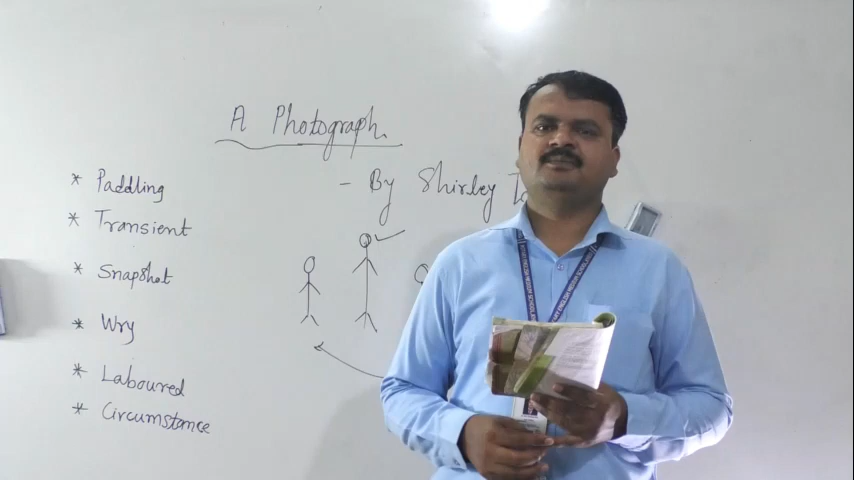 A Photograph.
- By Shirley
* Paddling
* Transient
* Snapshot
* Wry
* Laboured
* Circumstance